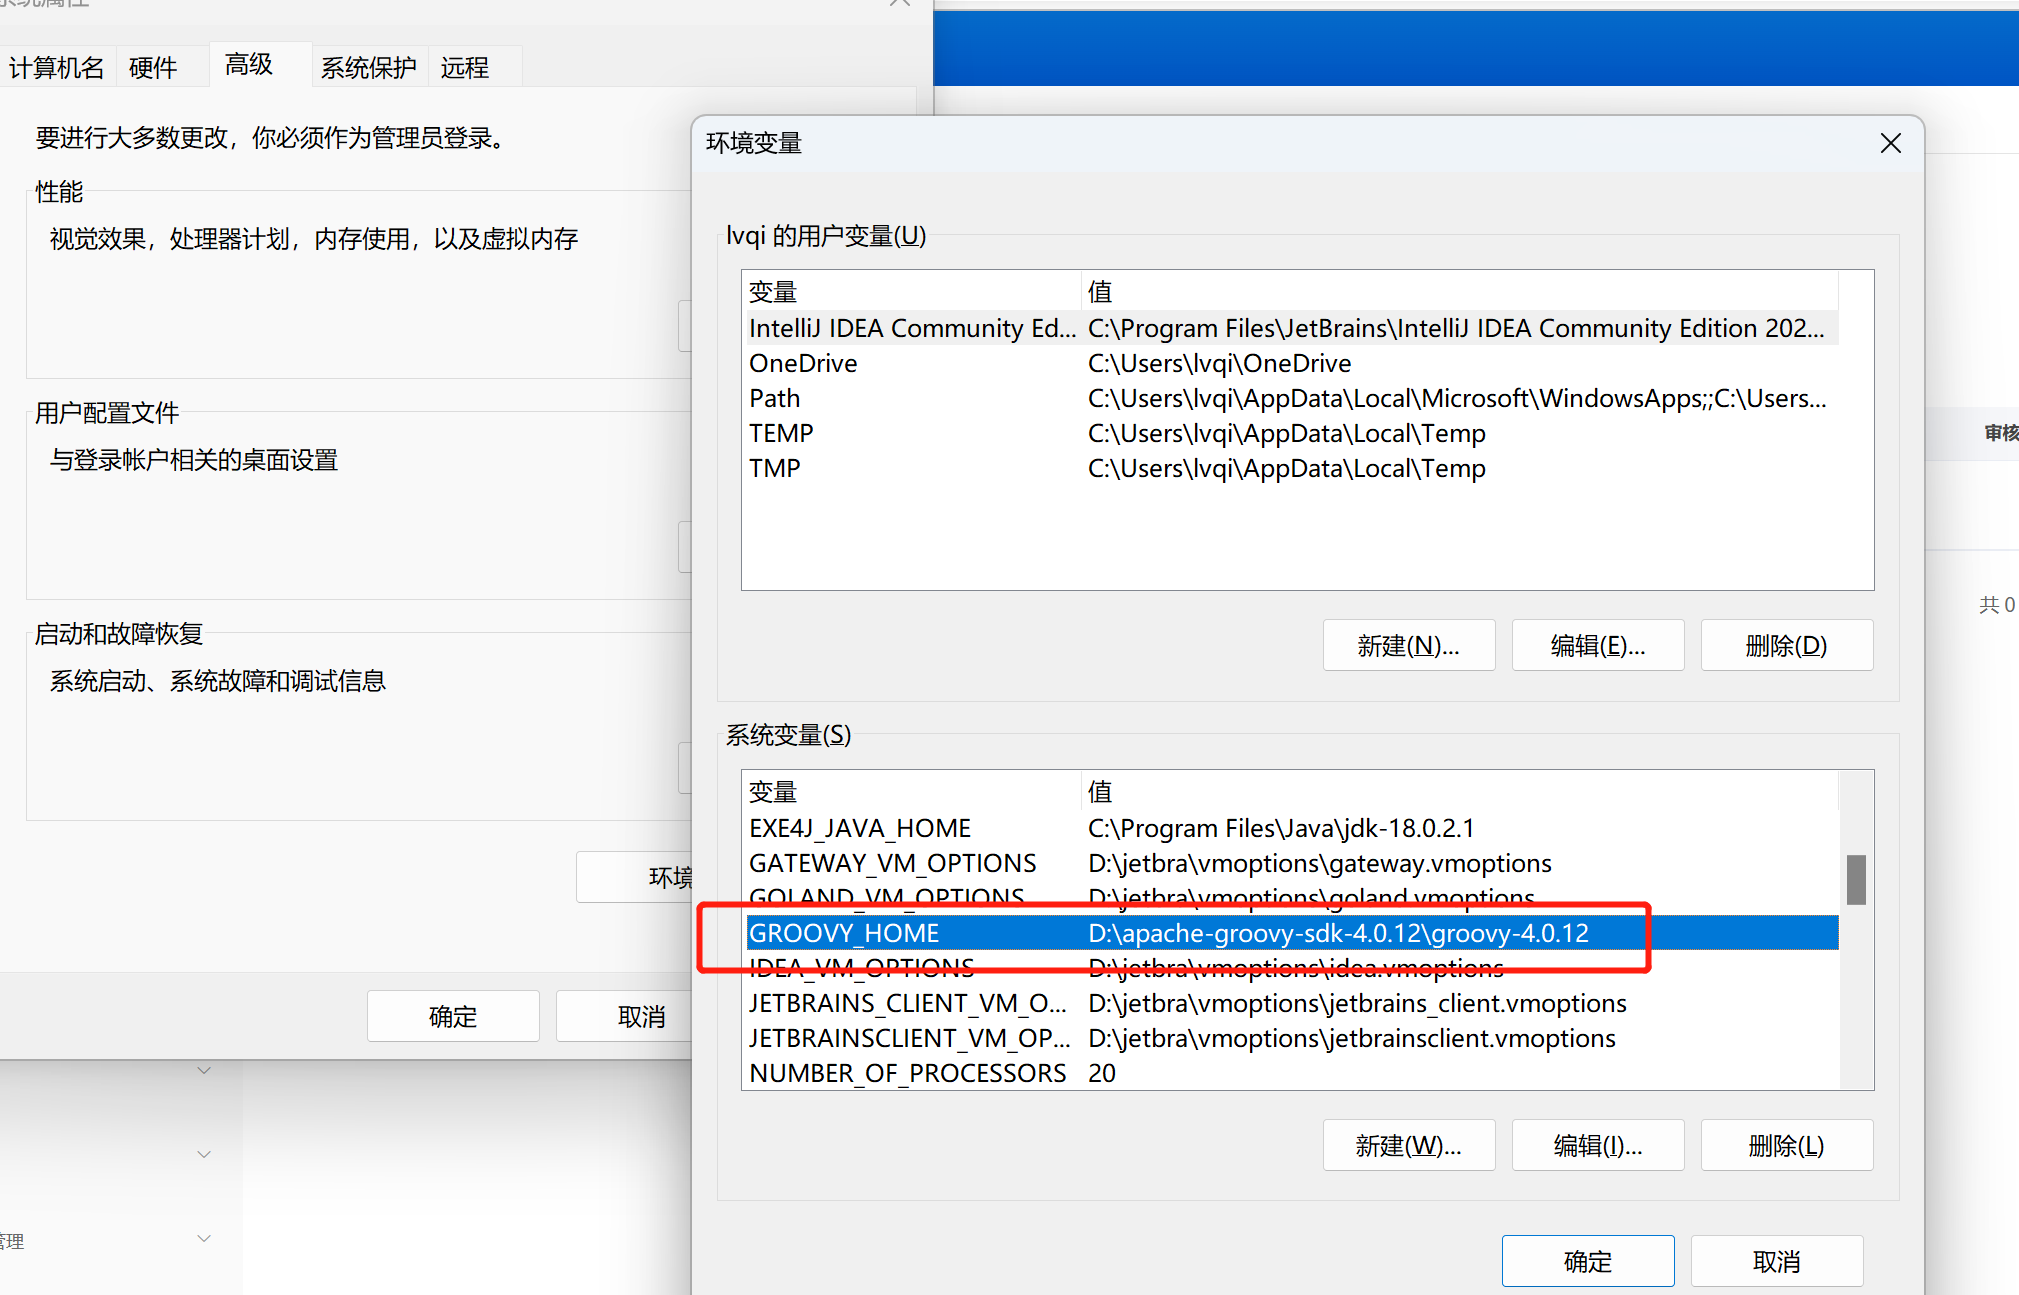 系统属性
计算机名
硬件
高级
系统保护
远程
要进行大多数更改，你必须作为管理员登录。
性能
视觉效果，处理器计划，内存使用，以及虚拟内存
用户配置文件
与登录帐户相关的桌面设置
启动和故障恢复
系统启动、系统故障和调试信息
环境
确定
取消
管理
环境变量
lvqi 的用户变量(U)
变量 值
IntelliJ IDEA Community Ed... C:\Program Files\JetBrains\IntelliJ IDEA Community Edition 202...
OneDrive C:\Users\lvqi\OneDrive
Path C:\Users\lvqi\AppData\Local\Microsoft\WindowsApps;;C:\Users...
TEMP C:\Users\lvqi\AppData\Local\Temp
TMP C:\Users\lvqi\AppData\Local\Temp
新建(N)...
编辑(E)...
删除(D)
系统变量(S)
变量 值
EXE4J_JAVA_HOME C:\Program Files\Java\jdk-18.0.2.1
GATEWAY_VM_OPTIONS D:\jetbra\vmoptions\gateway.vmoptions
GOLAND_VM_OPTIONS D:\jetbra\vmoptions\goland.vmoptions
GROOVY_HOME D:\apache-groovy-sdk-4.0.12\groovy-4.0.12
IDEA_VM_OPTIONS D:\jetbra\vmoptions\idea.vmoptions
JETBRAINS_CLIENT_VM_O... D:\jetbra\vmoptions\jetbrains_client.vmoptions
JETBRAINSCLIENT_VM_OP... D:\jetbra\vmoptions\jetbrainsclient.vmoptions
NUMBER_OF_PROCESSORS 20
新建(W)...
编辑(I)...
删除(L)
确定
取消
审核
共 0